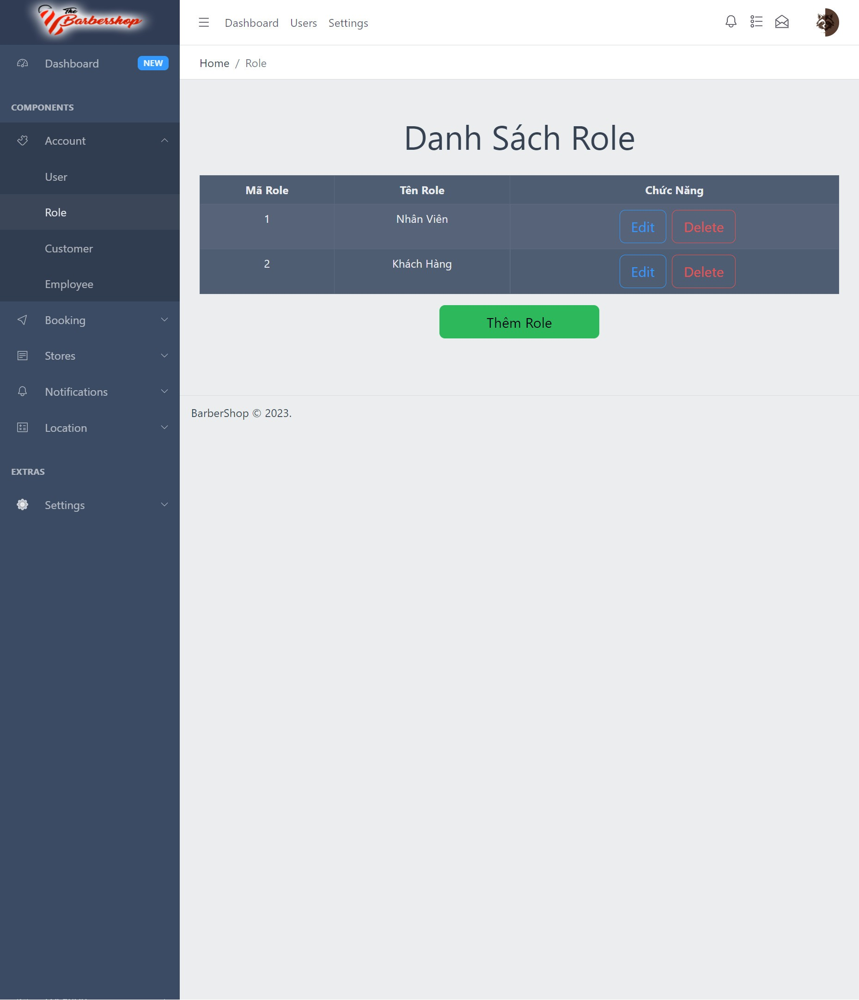 The
Barbershop
Dashboard NEW
COMPONENTS
Account
User
Role
Customer
Employee
Booking
Stores
Notifications
Location
EXTRAS
Settings
Dashboard Users Settings
Home / Role
Danh Sách Role
Mã Role Tên Role Chức Năng
1 Nhân Viên Edit Delete
2 Khách Hàng Edit Delete
Thêm Role
BarberShop © 2023.